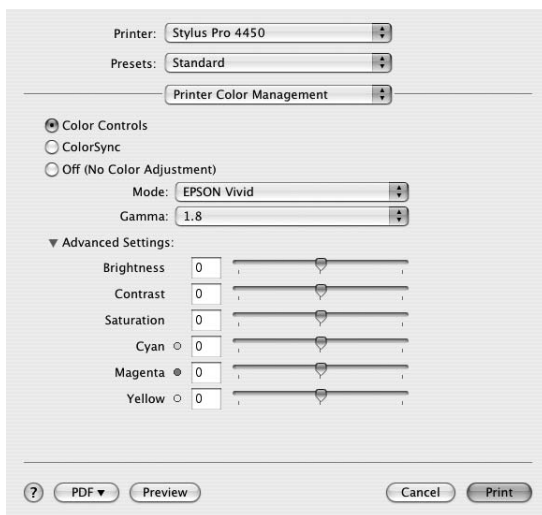 Printer: Stylus Pro 4450
Presets: Standard
Printer Color Management
Color Controls
ColorSync
Off (No Color Adjustment)
Mode: EPSON Vivid
Gamma: 1.8
Advanced Settings:
Brightness 0
Contrast 0
Saturation 0
Cyan 0
Magenta 0
Yellow 0
? PDF Preview Cancel Print